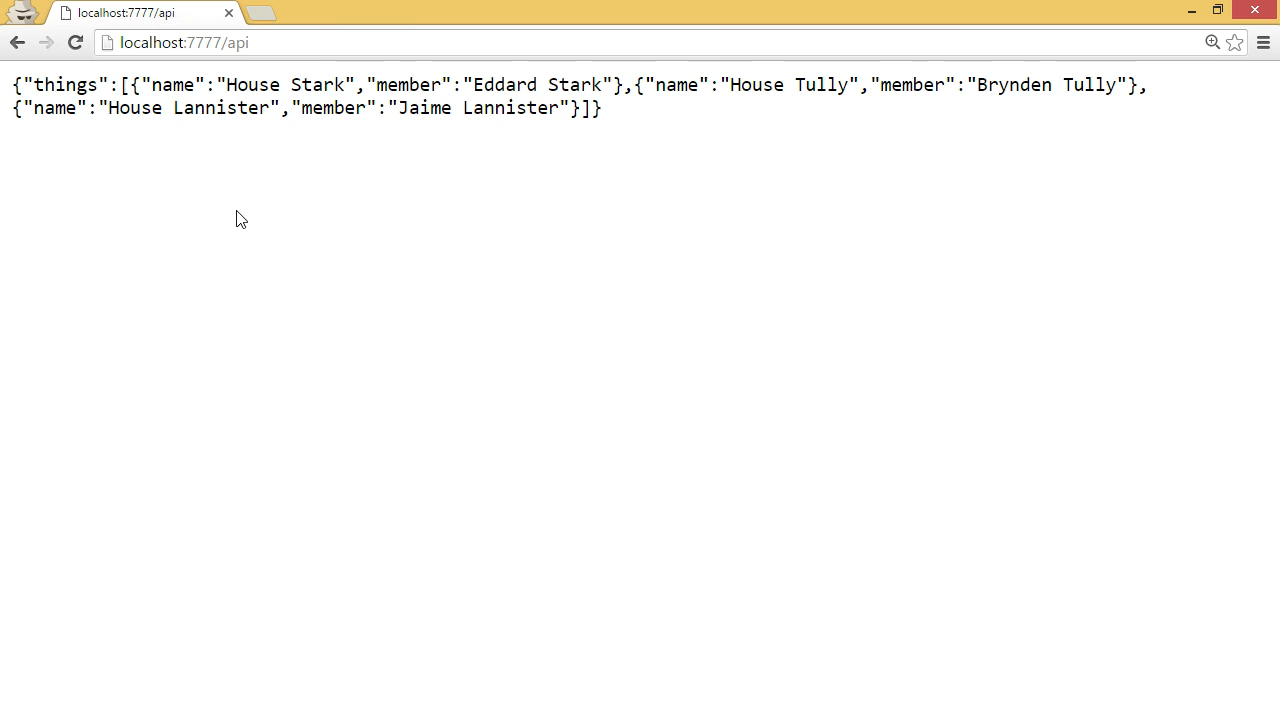 localhost:7777/api
localhost:7777/api
{"things":[{"name":"House Stark","member":"Eddard Stark"},{"name":"House Tully","member":"Brynden Tully"},
{"name":"House Lannister","member":"Jaime Lannister"}]}